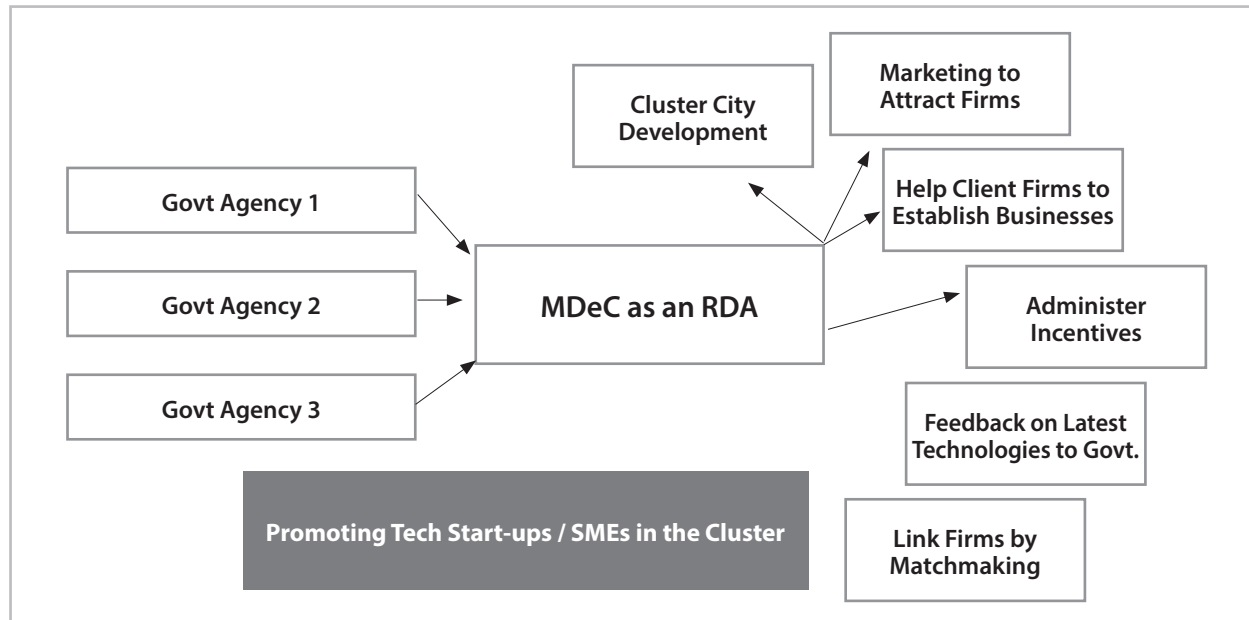 Marketing to
Attract Firms
Cluster City
Development
Govt Agency 1
Help Client Firms to
Establish Businesses
Govt Agency 2
MDeC as an RDA
Administer
Incentives
Govt Agency 3
Feedback on Latest
Technologies to Govt.
Promoting Tech Start-ups / SMEs in the Cluster
Link Firms by
Matchmaking